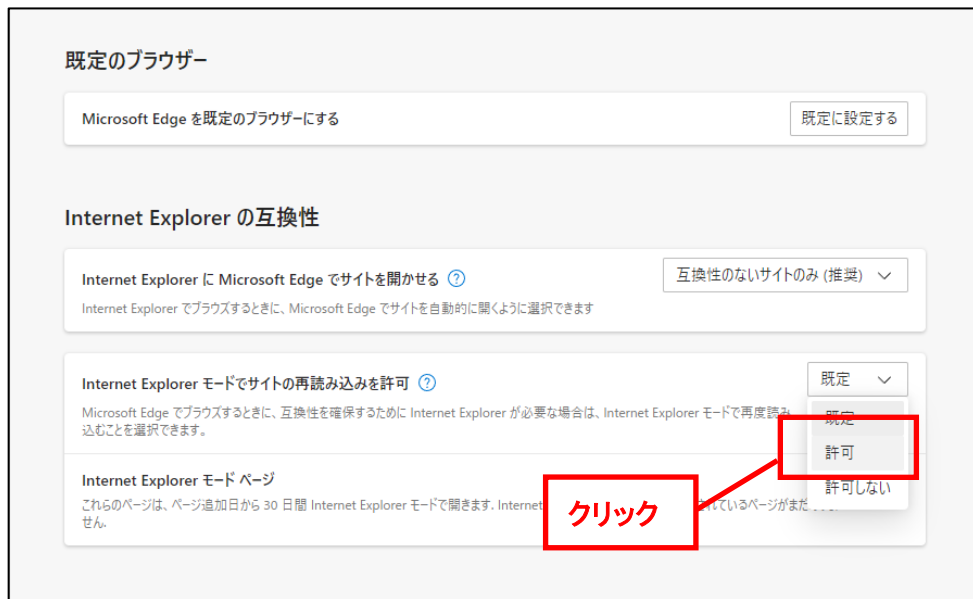 既定のブラウザー
Microsoft Edge を既定のブラウザーにする
既定に設定する
Internet Explorer の互換性
Internet Explorer に Microsoft Edge でサイトを開かせる ?
互換性のないサイトのみ (推奨)
Internet Explorer でブラウズするときに、Microsoft Edge でサイトを自動的に開くように選択できます
Internet Explorer モードでサイトの再読み込みを許可 ?
既定
Microsoft Edge でブラウズするときに、互換性を確保するために Internet Explorer が必要な場合は、Internet Explorer モードで再度読み
込むことを選択できます。
既定
許可
許可しない
Internet Explorer モード ページ
これらのページは、ページ追加日から 30 日間 Internet Explorer モードで開きます. Internet
されているページがまだ
せん.
クリック